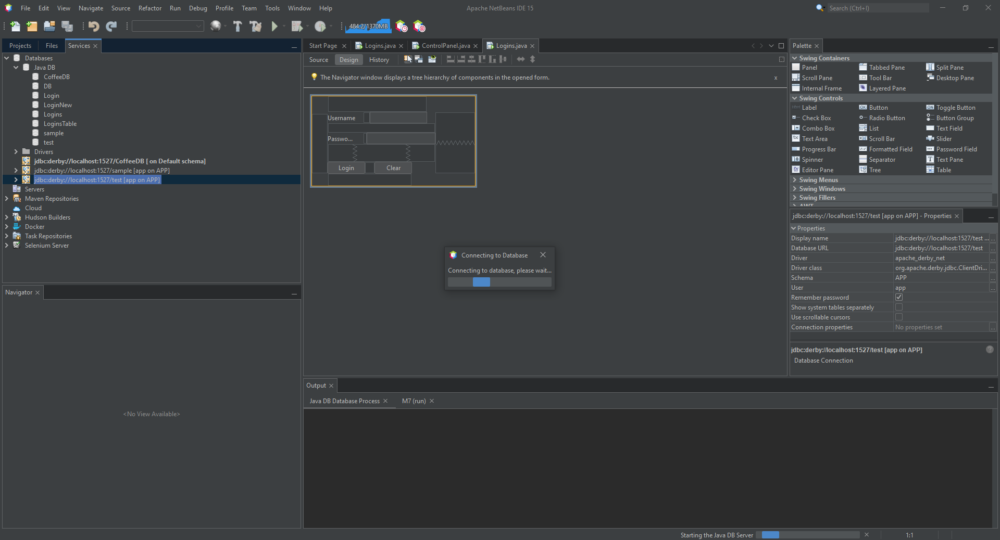 File Edit View Navigate Source Refactor Run Debug Profile Team Tools Window Help
Apache NetBeans IDE 15
Search (Ctrl+I)
484.2/1370MB
Projects Files Services
Databases
Java DB
CoffeeDB
DB
Login
LoginNew
Logins
LoginsTable
sample
test
Drivers
jdbc:derby://localhost:1527/CoffeeDB [ on Default schema]
jdbc:derby://localhost:1527/sample [app on APP]
jdbc:derby://localhost:1527/test [app on APP]
Servers
Maven Repositories
Cloud
Hudson Builders
Docker
Task Repositories
Selenium Server
Navigator
<No View Available>
Start Page Logins.java ControlPanel.java Logins.java
Source Design History
The Navigator window displays a tree hierarchy of components in the opened form.
x
Username
Passwo...
Login Clear
Connecting to Database
Connecting to database, please wait...
Output
Java DB Database Process M7 (run)
Palette
Swing Containers
Panel Tabbed Pane Split Pane
Scroll Pane Tool Bar Desktop Pane
Internal Frame Layered Pane
Swing Controls
Label Button Toggle Button
Check Box Radio Button Button Group
Combo Box List Text Field
Text Area Scroll Bar Slider
Progress Bar Formatted Field Password Field
Spinner Separator Text Pane
Editor Pane Tree Table
Swing Menus
Swing Windows
Swing Fillers
AWT
jdbc:derby://localhost:1527/test [app on APP] - Properties
Properties
Display name jdbc:derby://localhost:1527/test ... ...
Database URL jdbc:derby://localhost:1527/test ...
Driver apache_derby_net ...
Driver class org.apache.derby.jdbc.ClientDri... ...
Schema APP ...
User app ...
Remember password
Show system tables separately
Use scrollable cursors
Connection properties No properties set ...
jdbc:derby://localhost:1527/test [app on APP]
Database Connection
Starting the Java DB Server
1:1